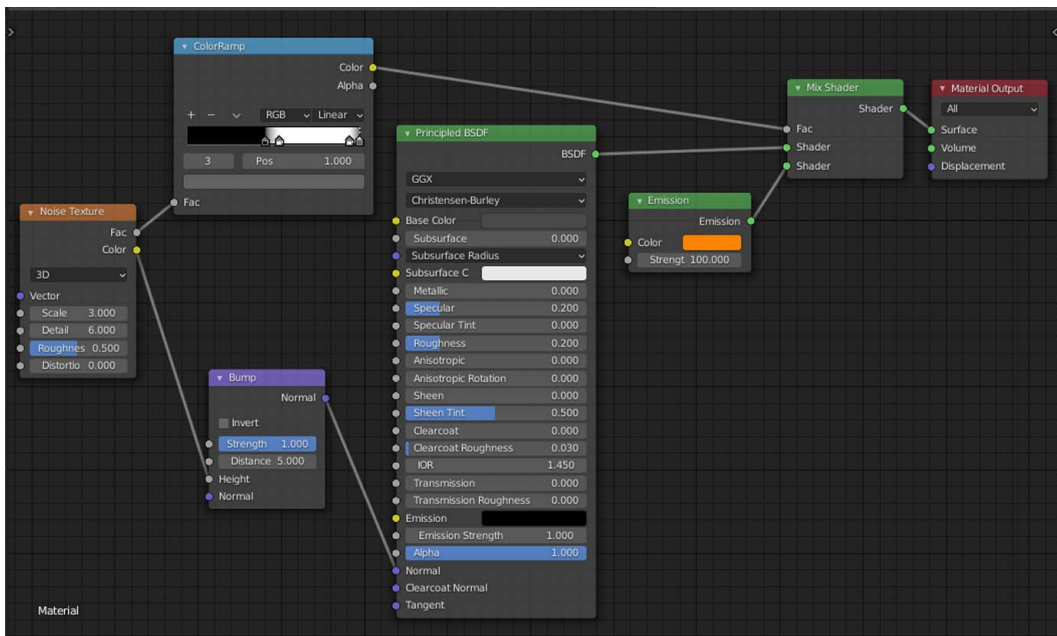 ColorRamp
Color
Alpha
+ − RGB Linear
3 Pos 1.000
Fac
Noise Texture
Fac
Color
3D
Vector
Scale 3.000
Detail 6.000
Roughnes 0.500
Distortio 0.000
Bump
Normal
Invert
Strength 1.000
Distance 5.000
Height
Normal
Principled BSDF
BSDF
GGX
Christensen-Burley
Base Color
Subsurface 0.000
Subsurface Radius
Subsurface C
Metallic 0.000
Specular 0.200
Specular Tint 0.000
Roughness 0.200
Anisotropic 0.000
Anisotropic Rotation 0.000
Sheen 0.000
Sheen Tint 0.500
Clearcoat 0.000
Clearcoat Roughness 0.030
IOR 1.450
Transmission 0.000
Transmission Roughness 0.000
Emission
Emission Strength 1.000
Alpha 1.000
Normal
Clearcoat Normal
Tangent
Emission
Emission
Color
Strengt 100.000
Mix Shader
Shader
Fac
Shader
Shader
Material Output
All
Surface
Volume
Displacement
Material